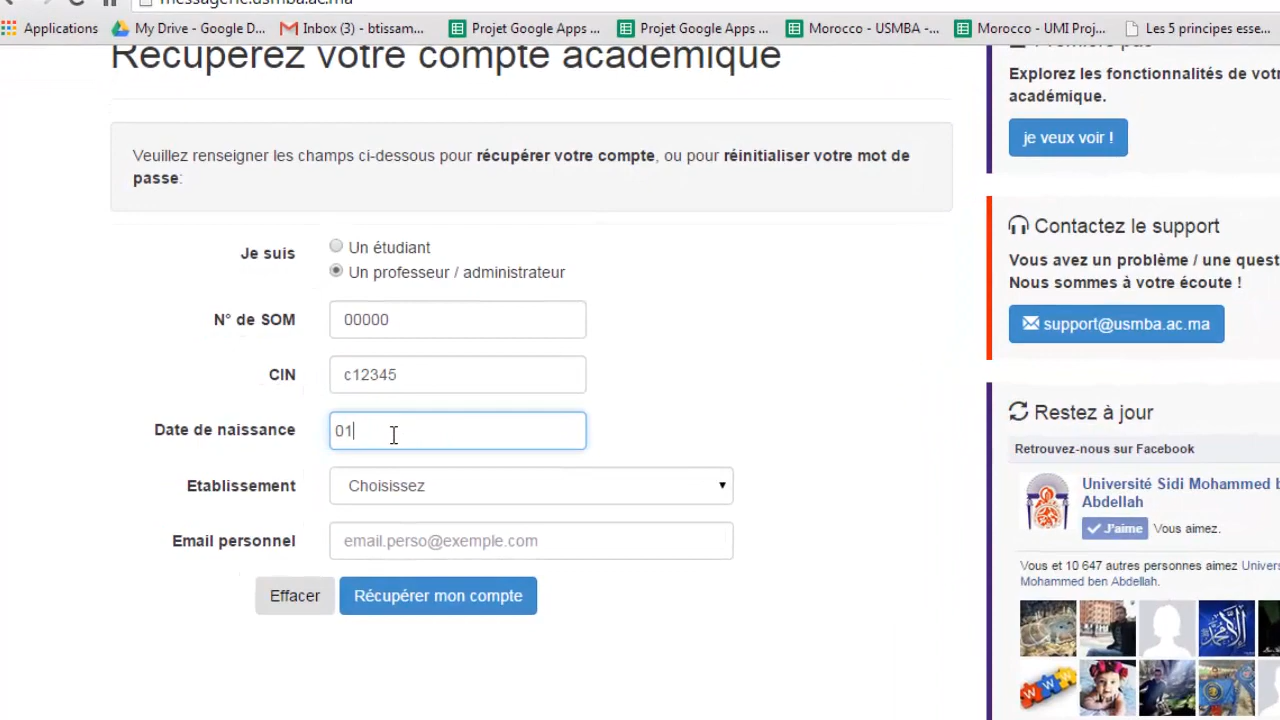 messagerie.usmba.ac.ma
Applications
My Drive - Google D...
Inbox (3) - btissam...
Projet Google Apps ...
Projet Google Apps ...
Morocco - USMBA -...
Morocco - UMI Proj...
Les 5 principes esse...
Récupérez votre compte académique
Veuillez renseigner les champs ci-dessous pour récupérer votre compte, ou pour réinitialiser votre mot de
passe:
Je suis
Un étudiant
Un professeur / administrateur
N° de SOM
00000
CIN
c12345
Date de naissance
01
Etablissement
Choisissez
Email personnel
email.perso@exemple.com
Effacer
Récupérer mon compte
Explorez les fonctionnalités de
académique.
je veux voir !
Contactez le support
Vous avez un problème / une
Nous sommes à votre écoute !
support@usmba.ac.ma
Restez à jour
Retrouvez-nous sur Facebook
Université Sidi Mohammed
Abdellah
J'aime
Vous aimez.
Vous et 10 647 autres personnes aimez
Mohammed ben Abdellah.